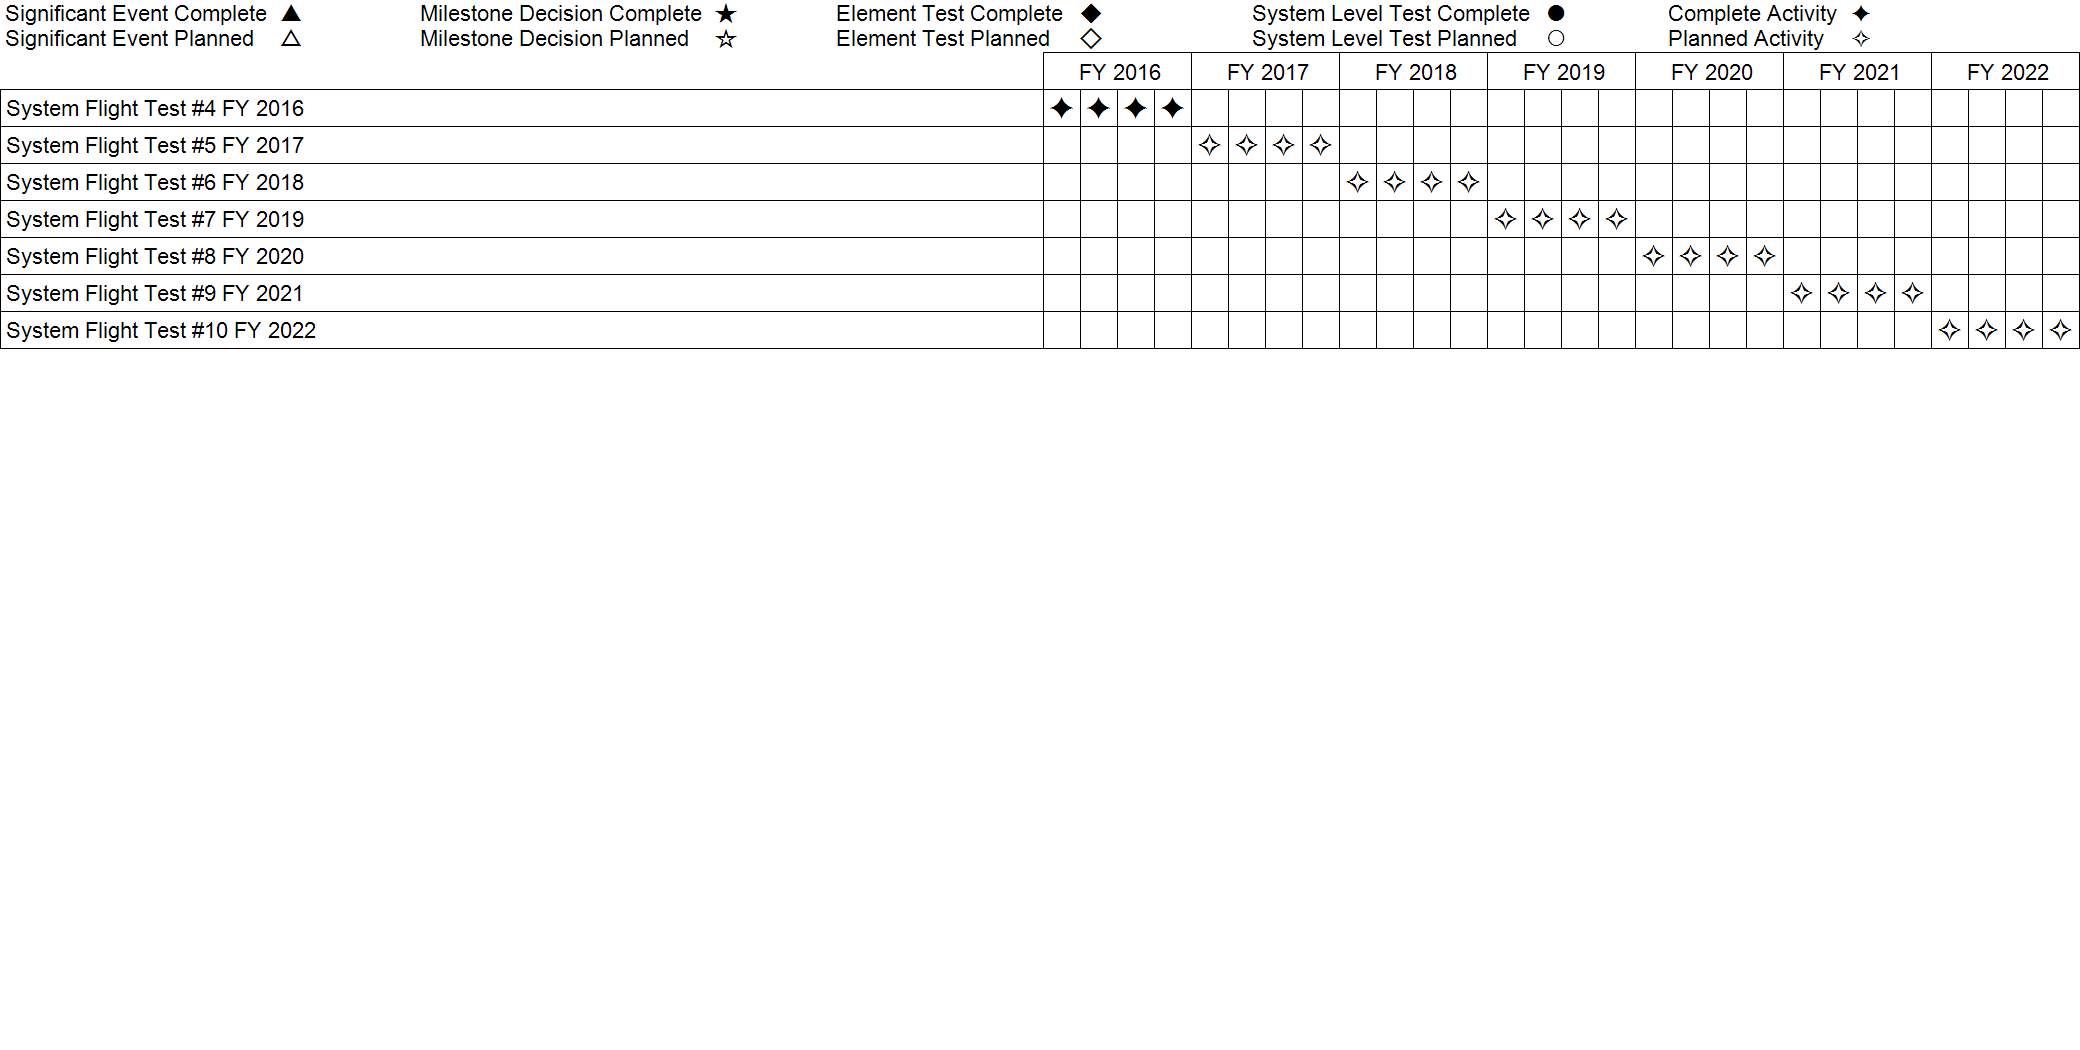 Significant Event Complete ▲ Milestone Decision Complete ★ Element Test Complete ◆ System Level Test Complete ● Complete Activity ✦
Significant Event Planned △ Milestone Decision Planned ☆ Element Test Planned ◇ System Level Test Planned ○ Planned Activity ✧
FY 2016 FY 2017 FY 2018 FY 2019 FY 2020 FY 2021 FY 2022
System Flight Test #4 FY 2016 ✦ ✦ ✦ ✦
System Flight Test #5 FY 2017 ✧ ✧ ✧ ✧
System Flight Test #6 FY 2018 ✧ ✧ ✧ ✧
System Flight Test #7 FY 2019 ✧ ✧ ✧ ✧
System Flight Test #8 FY 2020 ✧ ✧ ✧ ✧
System Flight Test #9 FY 2021 ✧ ✧ ✧ ✧
System Flight Test #10 FY 2022 ✧ ✧ ✧ ✧